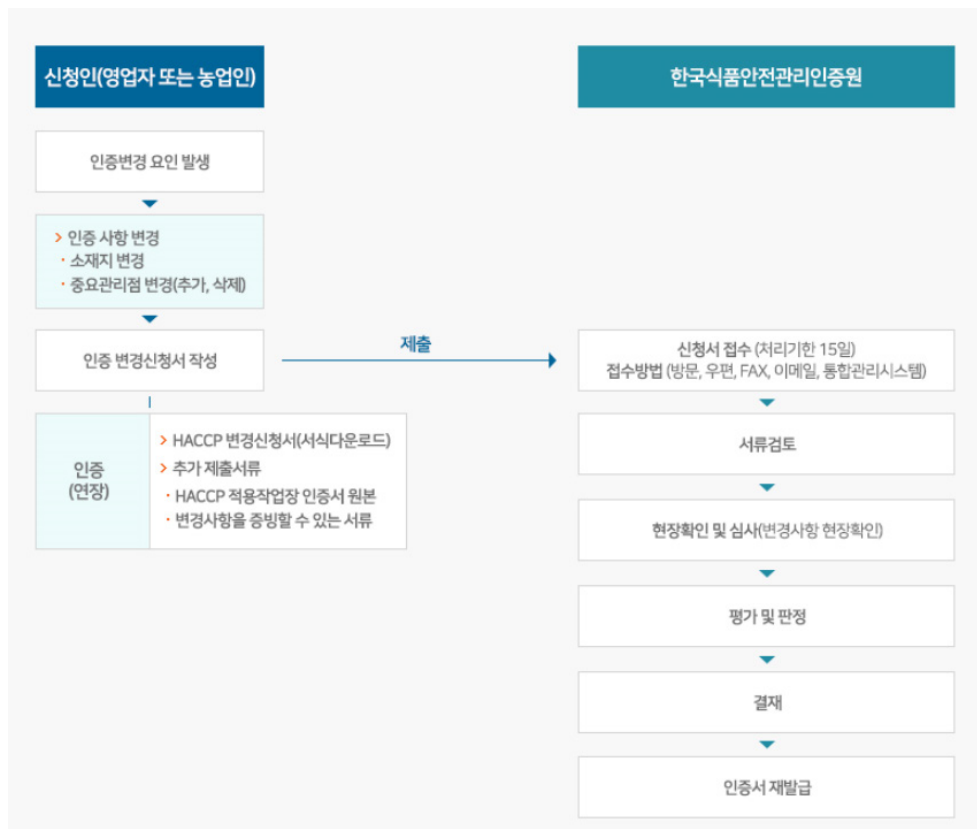 신청인(영업자 또는 농업인)
인증변경 요인 발생
> 인증 사항 변경
· 소재지 변경
· 중요관리점 변경(추가, 삭제)
인증 변경신청서 작성
인증
(연장)
> HACCP 변경신청서(서식다운로드)
> 추가 제출서류
· HACCP 적용작업장 인증서 원본
· 변경사항을 증빙할 수 있는 서류
제출
한국식품안전관리인증원
신청서 접수 (처리기한 15일)
접수방법 (방문, 우편, FAX, 이메일, 통합관리시스템)
서류검토
현장확인 및 심사(변경사항 현장확인)
평가 및 판정
결재
인증서 재발급